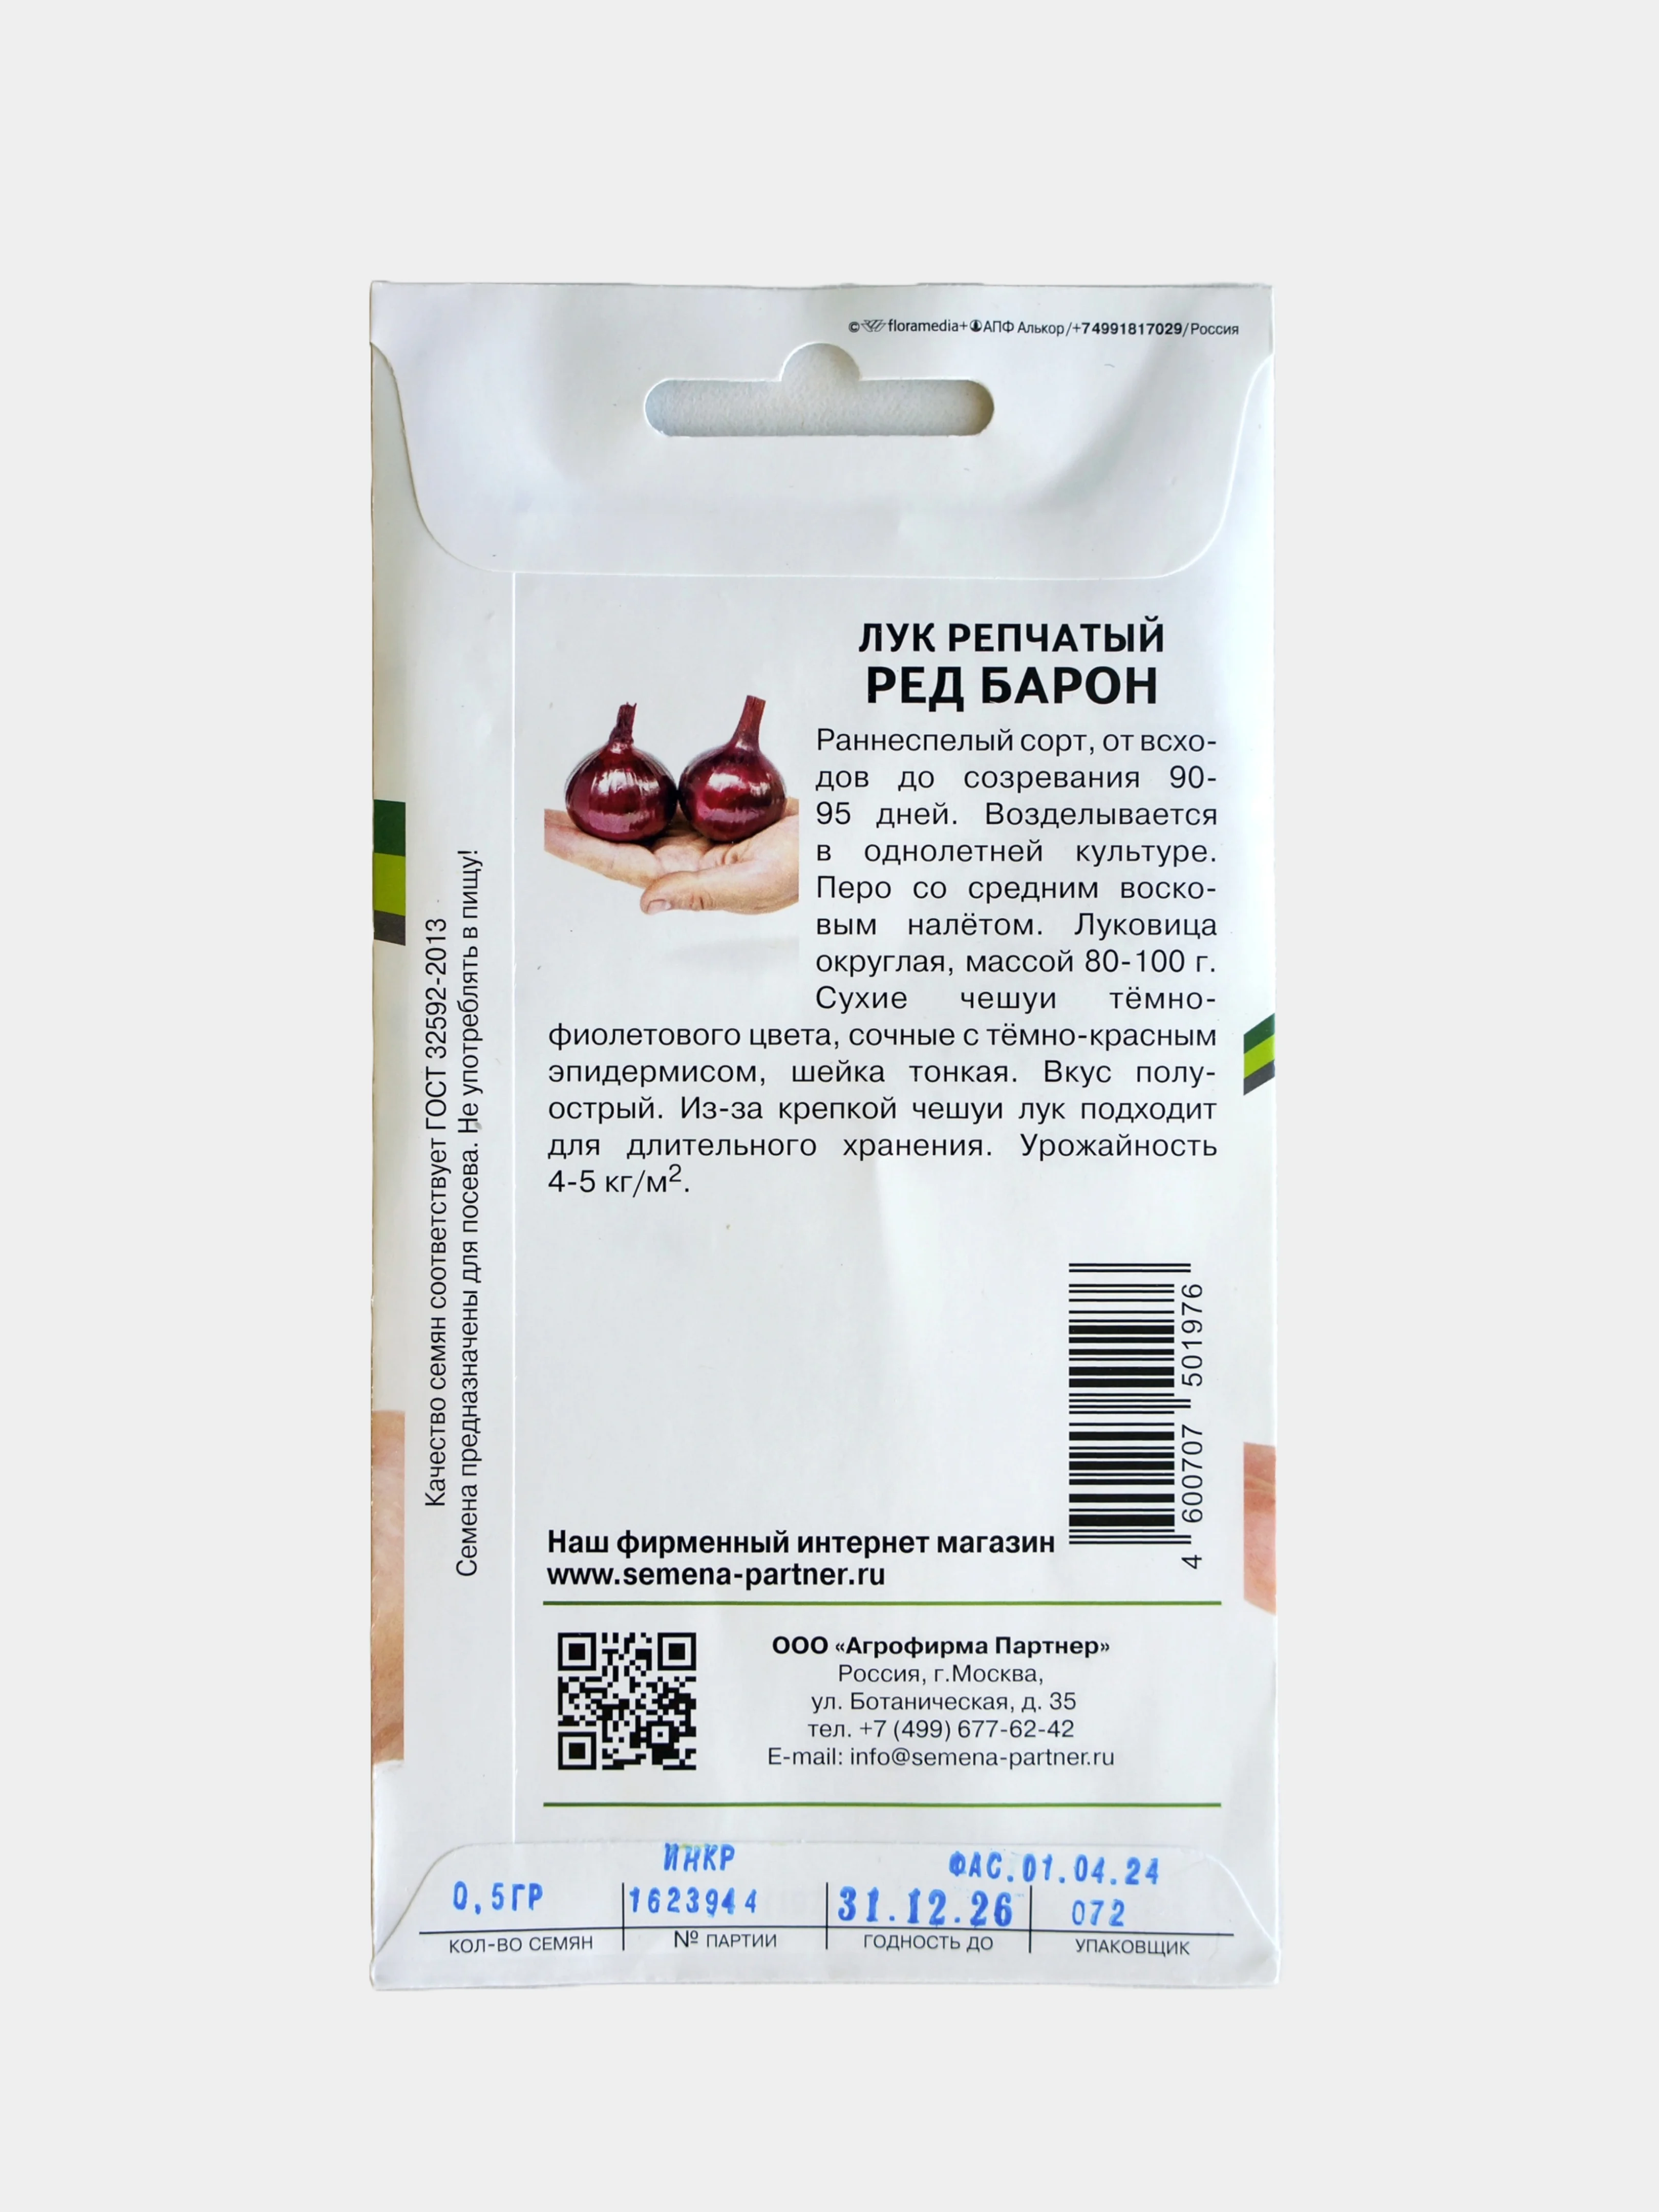 © floramedia+ АПФ Алькор/+74991817029/Россия
ЛУК РЕПЧАТЫЙ
РЕД БАРОН
Раннеспелый сорт, от всхо-
дов до созревания 90-
95 дней. Возделывается
в однолетней культуре.
Перо со средним воско-
вым налётом. Луковица
округлая, массой 80-100 г.
Сухие чешуи тёмно-
фиолетового цвета, сочные с тёмно-красным
эпидермисом, шейка тонкая. Вкус полу-
острый. Из-за крепкой чешуи лук подходит
для длительного хранения. Урожайность
4-5 кг/м².
Качество семян соответствует ГОСТ 32592-2013
Семена предназначены для посева. Не употреблять в пищу!
4 600707 501976
Наш фирменный интернет магазин
www.semena-partner.ru
ООО «Агрофирма Партнер»
Россия, г.Москва,
ул. Ботаническая, д. 35
тел. +7 (499) 677-62-42
E-mail: info@semena-partner.ru
ИНКР ФАС.01.04.24
0,5ГР 1623944 31.12.26 072
КОЛ-ВО СЕМЯН № ПАРТИИ ГОДНОСТЬ ДО УПАКОВЩИК